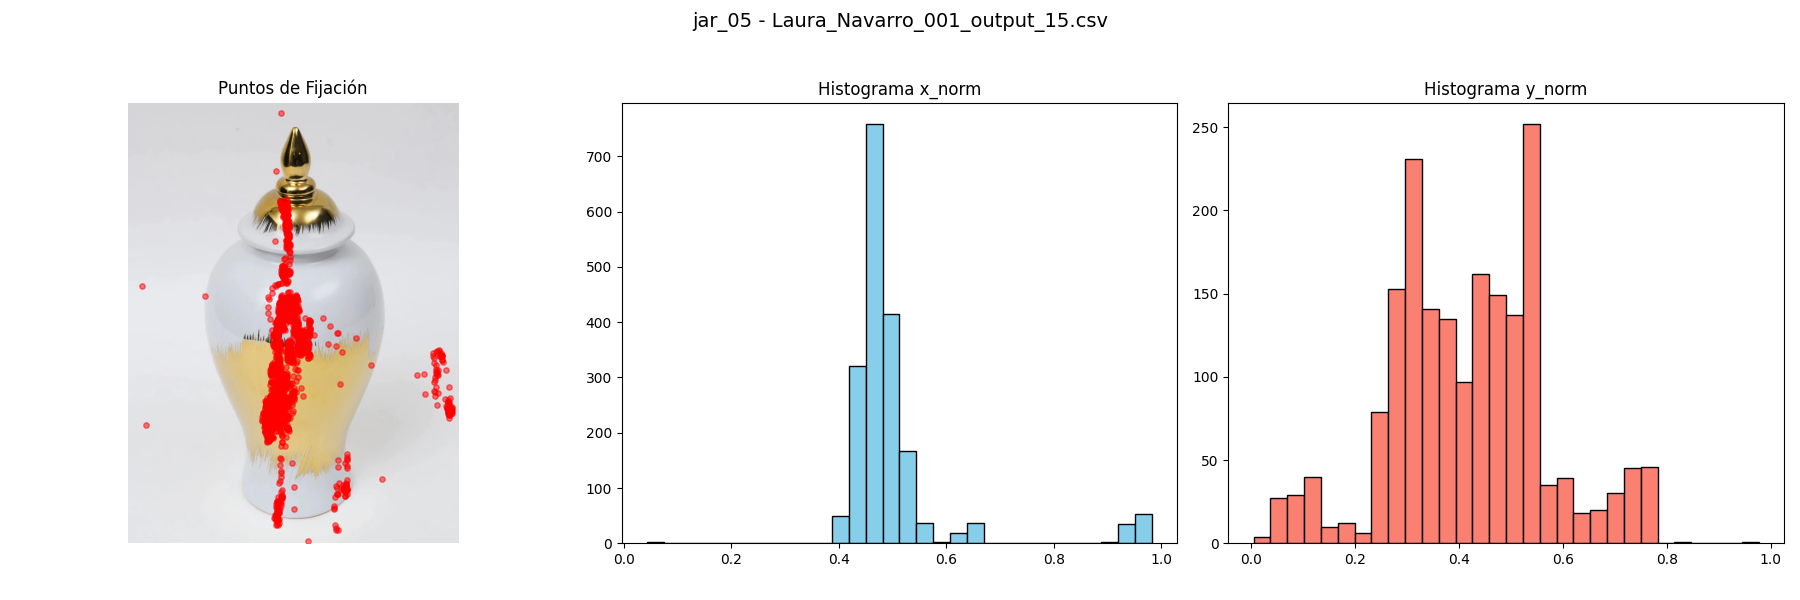 jar_05 - Laura_Navarro_001_output_15.csv
Puntos de Fijación
Histograma x_norm
700
600
500
400
300
200
100
0
0.0 0.2 0.4 0.6 0.8 1.0
Histograma y_norm
250
200
150
100
50
0
0.0 0.2 0.4 0.6 0.8 1.0